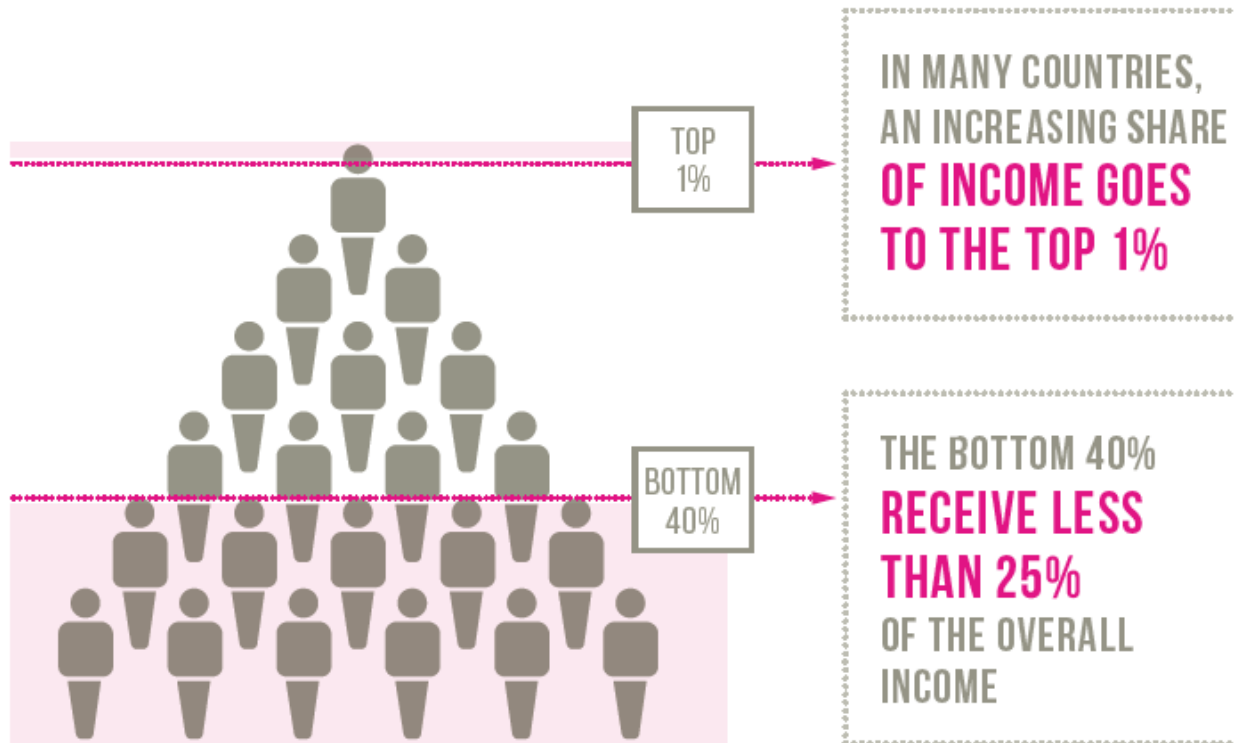 TOP
1%
IN MANY COUNTRIES,
AN INCREASING SHARE
OF INCOME GOES
TO THE TOP 1%
BOTTOM
40%
THE BOTTOM 40%
RECEIVE LESS
THAN 25%
OF THE OVERALL
INCOME